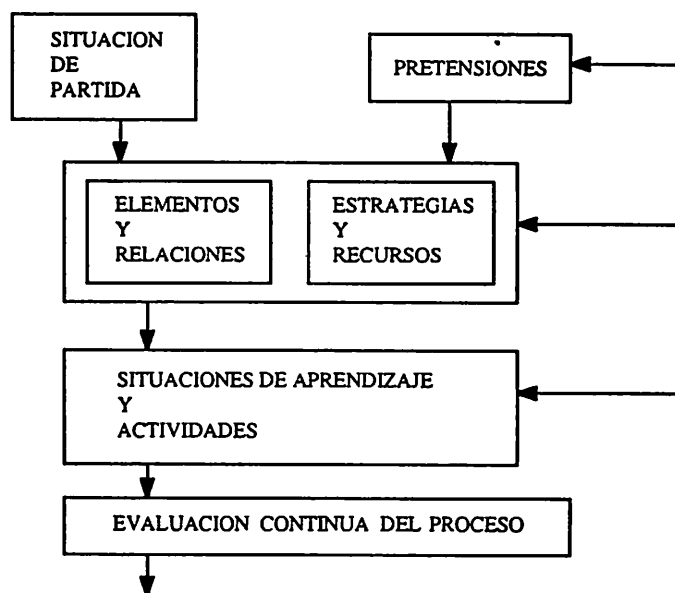 SITUACION
DE
PARTIDA
PRETENSIONES
ELEMENTOS
Y
RELACIONES
ESTRATEGIAS
Y
RECURSOS
SITUACIONES DE APRENDIZAJE
Y
ACTIVIDADES
EVALUACION CONTINUA DEL PROCESO